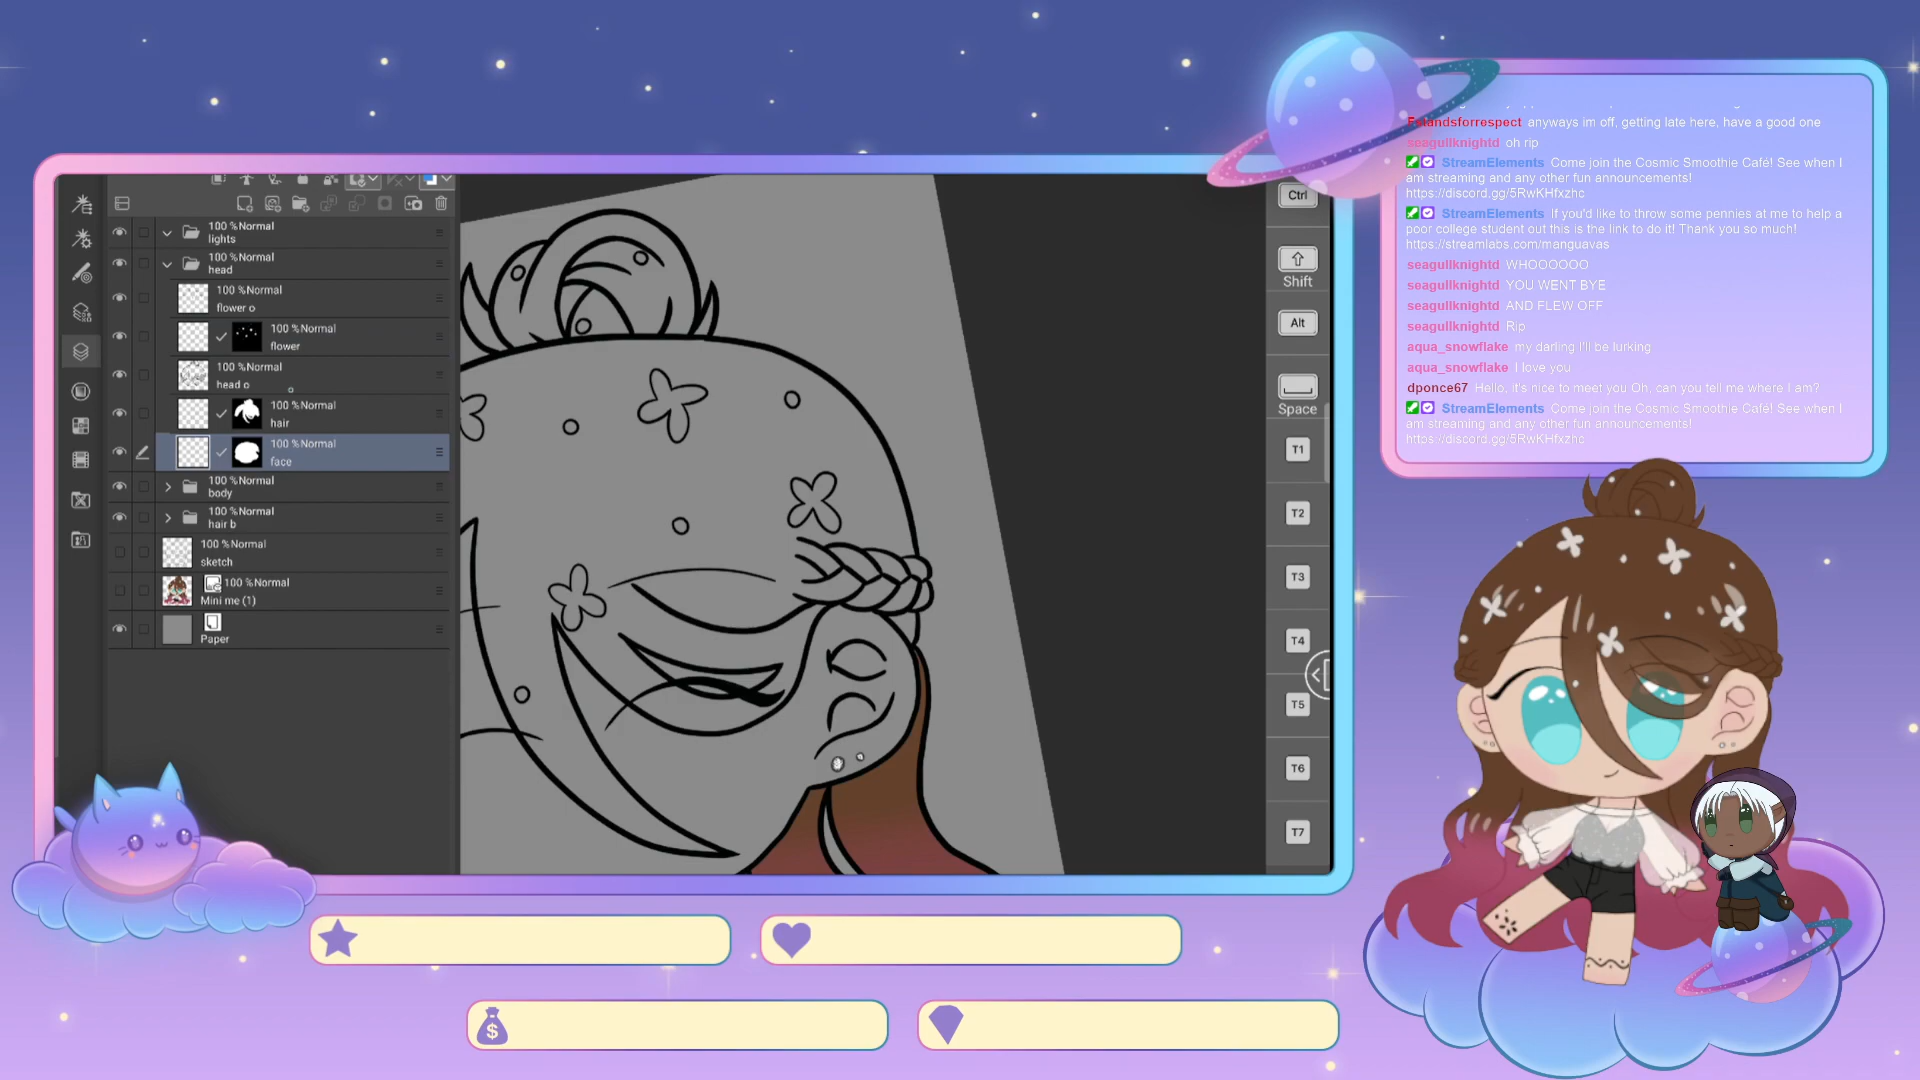 100 %Normal
lights
100 %Normal
head
100 %Normal
flower o
100 %Normal
flower
100 %Normal
head o
100 %Normal
hair
100 %Normal
face
100 %Normal
body
100 %Normal
hair b
100 %Normal
sketch
100 %Normal
Mini me (1)
Paper
Ctrl
Shift
Alt
Space
T1
T2
T3
T4
T5
T6
T7
anyways im off, getting late here, have a good one
seagullknightd oh rip
StreamElements Come join the Cosmic Smoothie Café! See when I
am streaming and any other fun announcements!
https://discord.gg/5RwKHfxzhc
StreamElements If you'd like to throw some pennies at me to help a
poor college student out this is the link to do it! Thank you so much!
https://streamlabs.com/manguavas
seagullknightd WHOOOOOO
seagullknightd YOU WENT BYE
seagullknightd AND FLEW OFF
seagullknightd Rip
aqua_snowflake my darling I'll be lurking
aqua_snowflake I love you
dponce67 Hello, it's nice to meet you Oh, can you tell me where I am?
StreamElements Come join the Cosmic Smoothie Café! See when I
am streaming and any other fun announcements!
https://discord.gg/5RwKHfxzhc